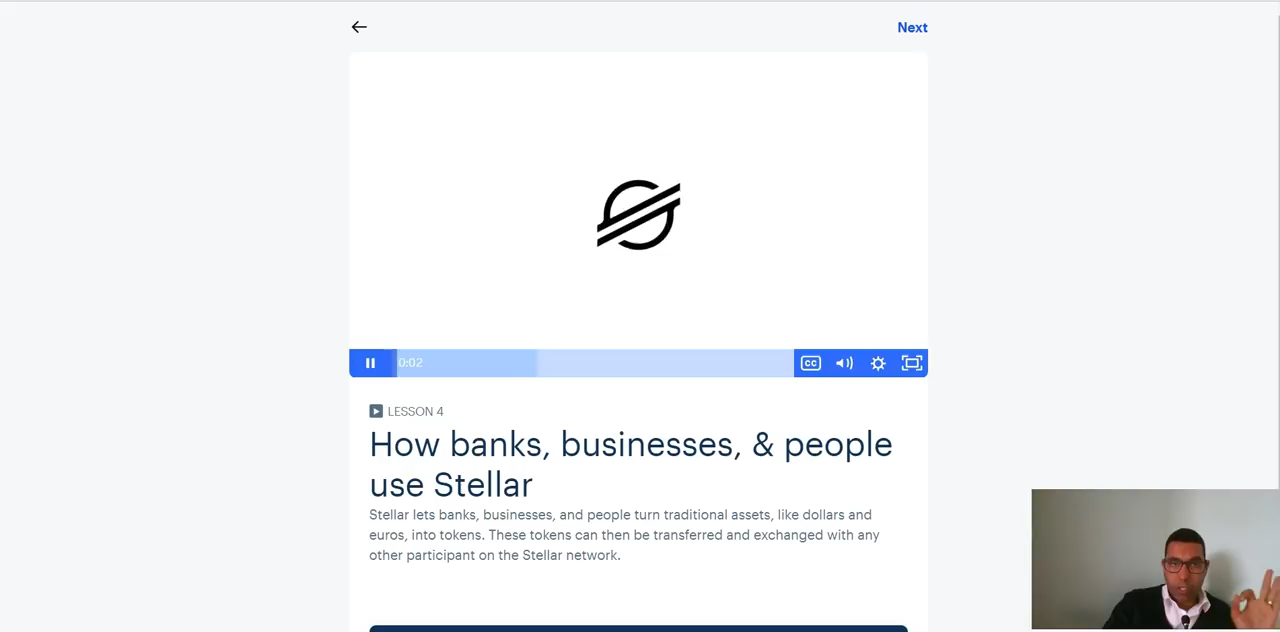 Next
0:02
CC
LESSON 4
How banks, businesses, & people
use Stellar
Stellar lets banks, businesses, and people turn traditional assets, like dollars and
euros, into tokens. These tokens can then be transferred and exchanged with any
other participant on the Stellar network.